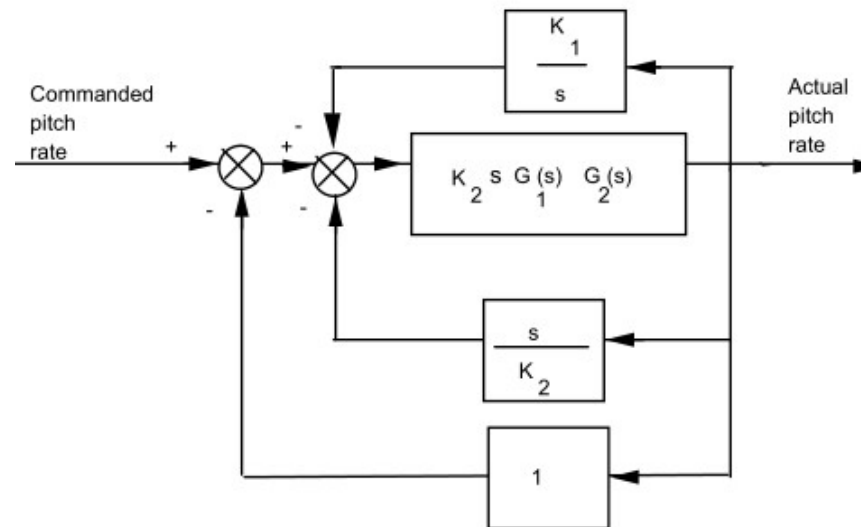 K
1
s
Commanded
pitch
rate
Actual
pitch
rate
+
-
+
K 2 s G 1 (s) G 2 (s)
-
-
s
K 2
1